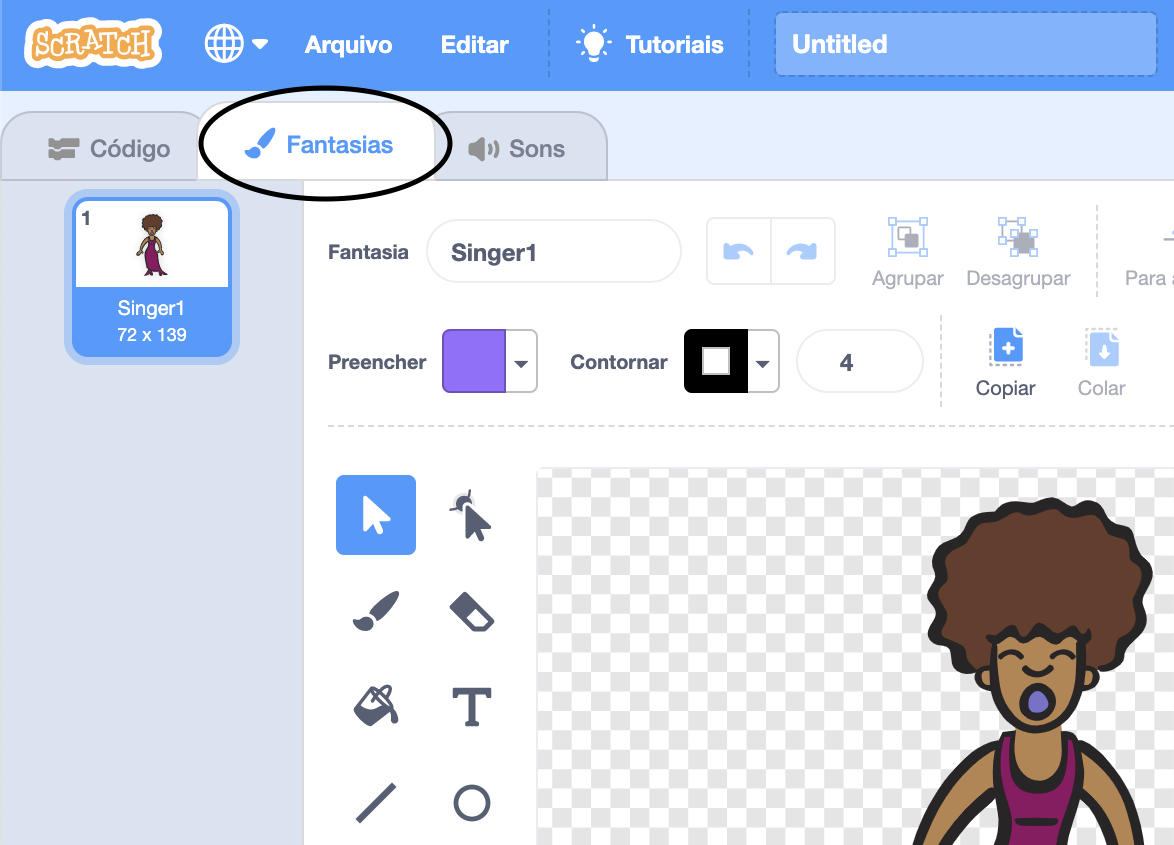 SCRATCH
Arquivo
Editar
Tutoriais
Untitled
Código
Fantasias
Sons
1
Singer1
72 x 139
Fantasia
Singer1
Agrupar
Desagrupar
Para
Preencher
Contornar
4
Copiar
Colar
T